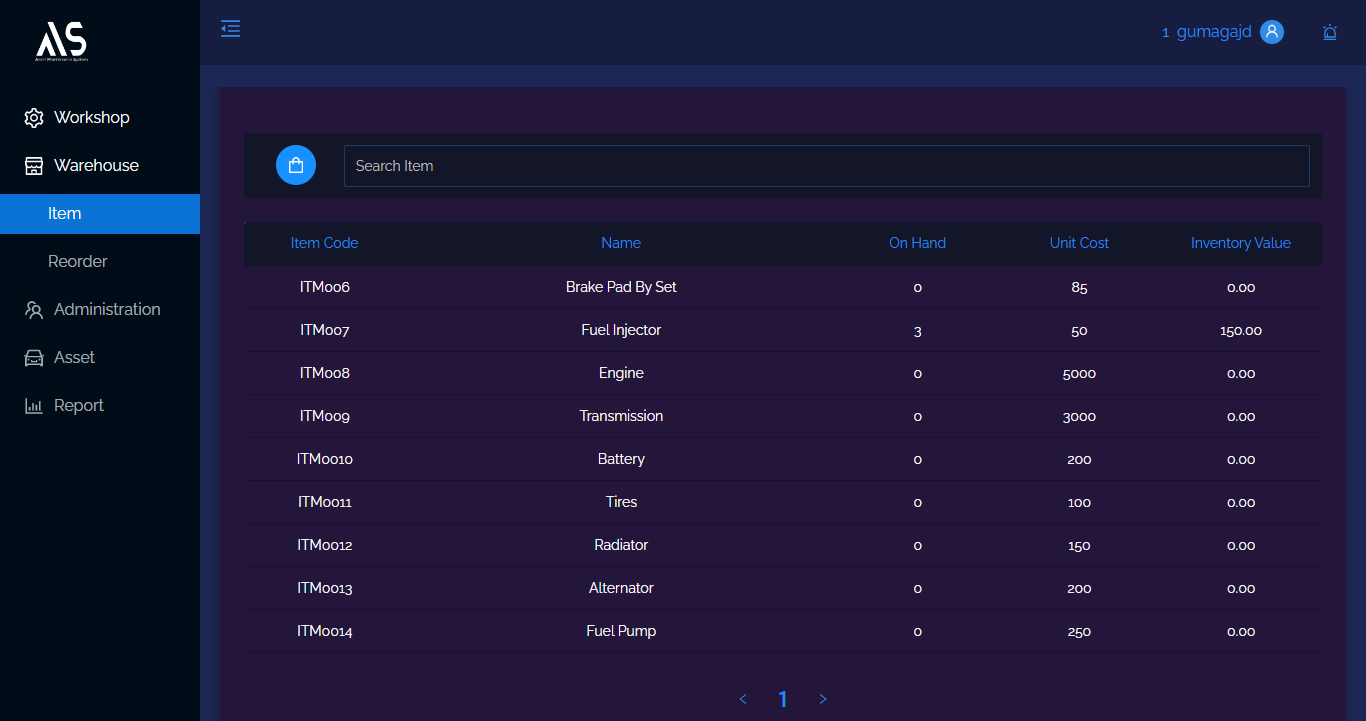 AS
Asset Maintenance System
1 gumagajd
Workshop
Warehouse
Item
Reorder
Administration
Asset
Report
Search Item
Item Code Name On Hand Unit Cost Inventory Value
ITM006 Brake Pad By Set 0 85 0.00
ITM007 Fuel Injector 3 50 150.00
ITM008 Engine 0 5000 0.00
ITM009 Transmission 0 3000 0.00
ITM0010 Battery 0 200 0.00
ITM0011 Tires 0 100 0.00
ITM0012 Radiator 0 150 0.00
ITM0013 Alternator 0 200 0.00
ITM0014 Fuel Pump 0 250 0.00
< 1 >